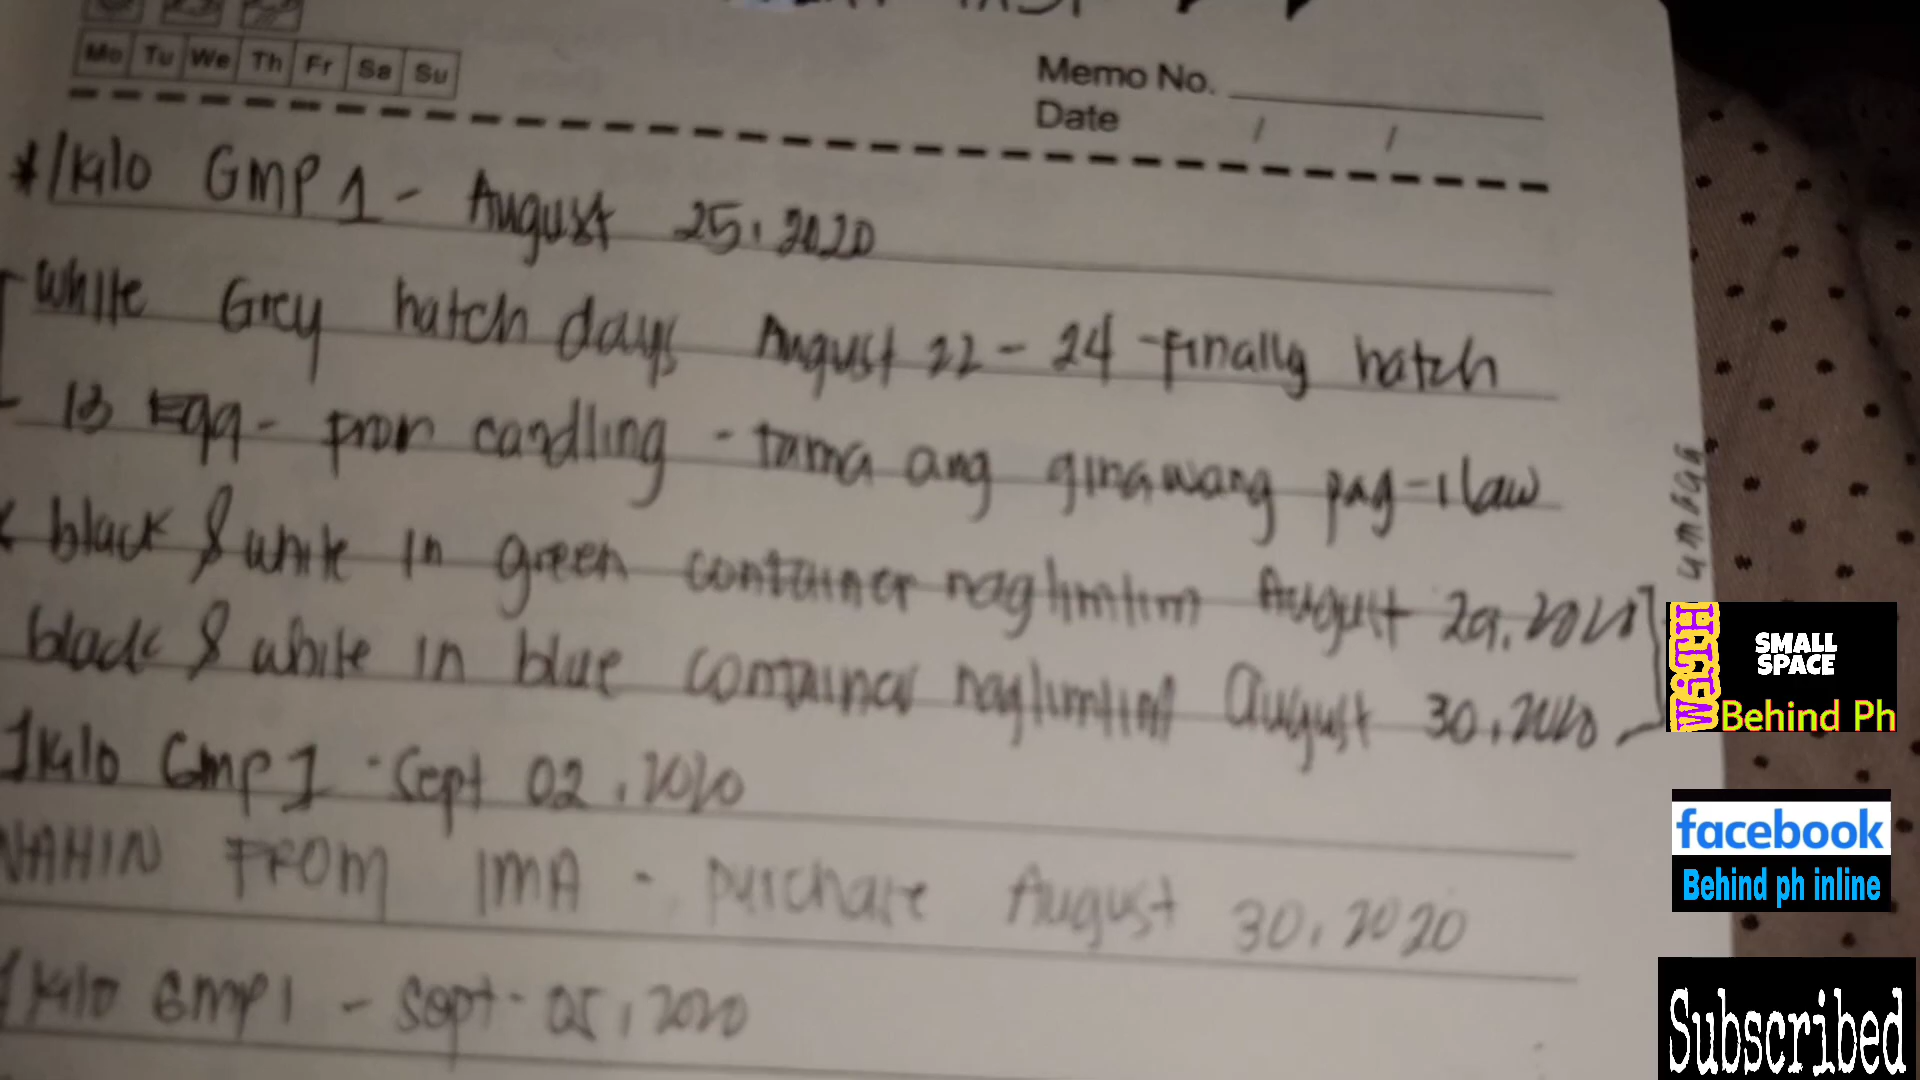 Mo Tu We Th Fr Sa Su
Memo No.
Date / /
*1kilo GMP 1 - August 25, 2020
White Grey hatch days August 22 - 24 - Finally hatch
13 Egg - from candling - tama ang ginawang pag-ilaw
black & white in green container naglimlim August 29, 2020
black & white in blue container naglimlim august 30, 2020
1kilo Gmp 1 - Sept 02, 2020
FROM IMA - purchase August 30, 2020
1kilo Gmp 1 - Sept - 05, 2020
WiTH
SMALL
SPACE
Behind Ph
facebook
Behind ph inline
Subscribed